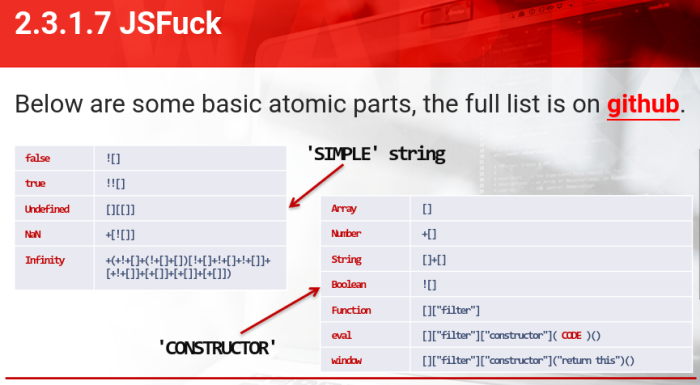 2.3.1.7 JSFuck
Below are some basic atomic parts, the full list is on github.
'SIMPLE' string
false ![]
true !![]
Undefined [][[]]
NaN +[![]]
Infinity +(+!+[]+(!+[]+[])[!+[]+!+[]+!+[]]+
[+!+[]]+[+[]]+[+[]]+[+[]])
Array []
Number +[]
String []+[]
Boolean ![]
Function []["filter"]
eval []["filter"]["constructor"]( CODE )()
window []["filter"]["constructor"]("return this")()
'CONSTRUCTOR'